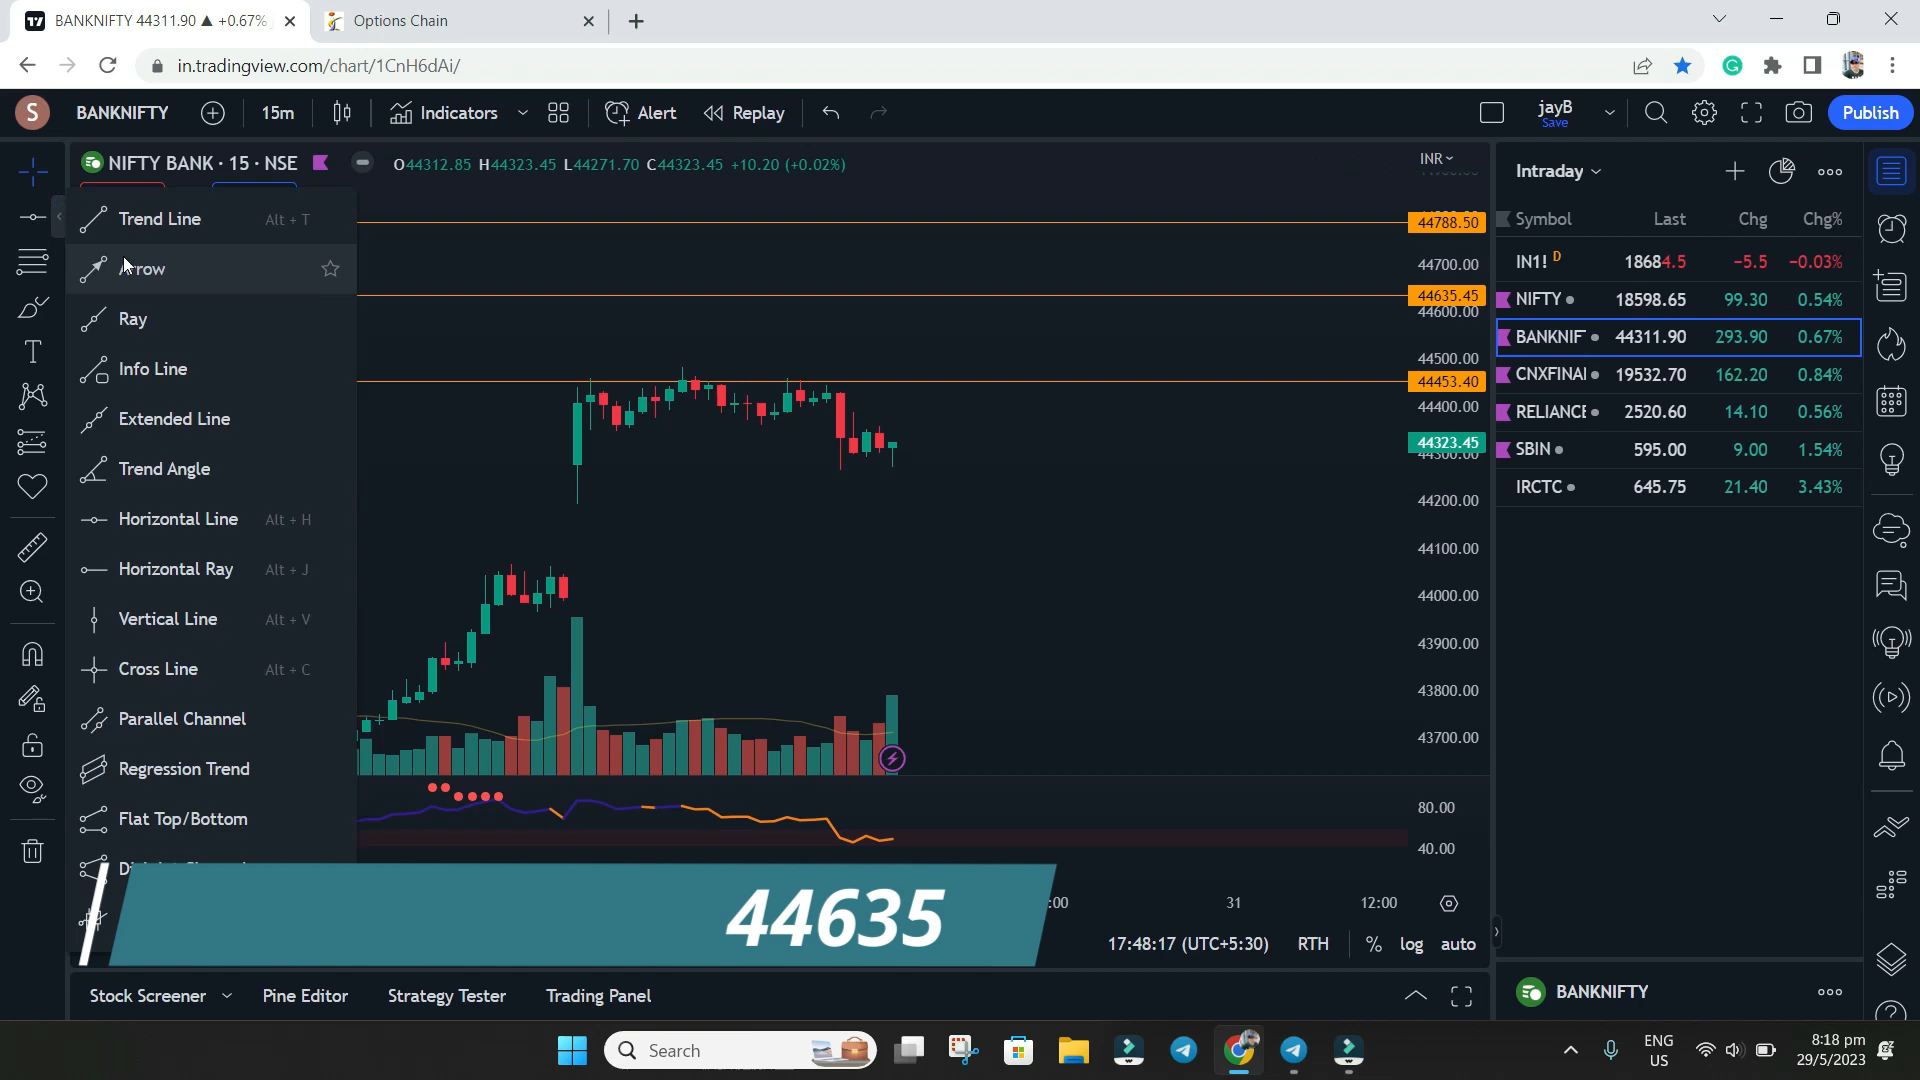 BANKNIFTY 44311.90 ▲ +0.67%
Options Chain
in.tradingview.com/chart/1CnH6dAi/
S BANKNIFTY 15m Indicators Alert Replay jayB Save Publish
NIFTY BANK · 15 · NSE O44312.85 H44323.45 L44271.70 C44323.45 +10.20 (+0.02%) INR
Trend Line Alt + T
Arrow
Ray
Info Line
Extended Line
Trend Angle
Horizontal Line Alt + H
Horizontal Ray Alt + J
Vertical Line Alt + V
Cross Line Alt + C
Parallel Channel
Regression Trend
Flat Top/Bottom
44788.50
44700.00
44635.45
44600.00
44500.00
44453.40
44400.00
44323.45
44300.00
44200.00
44100.00
44000.00
43900.00
43800.00
43700.00
80.00
40.00
:00 31 12:00
44635
17:48:17 (UTC+5:30) RTH % log auto
Intraday
Symbol Last Chg Chg%
IN1! D 18684.5 -5.5 -0.03%
NIFTY 18598.65 99.30 0.54%
BANKNIF 44311.90 293.90 0.67%
CNXFINAI 19532.70 162.20 0.84%
RELIANCE 2520.60 14.10 0.56%
SBIN 595.00 9.00 1.54%
IRCTC 645.75 21.40 3.43%
Stock Screener Pine Editor Strategy Tester Trading Panel
BANKNIFTY
Search
ENG
US
8:18 pm
29/5/2023